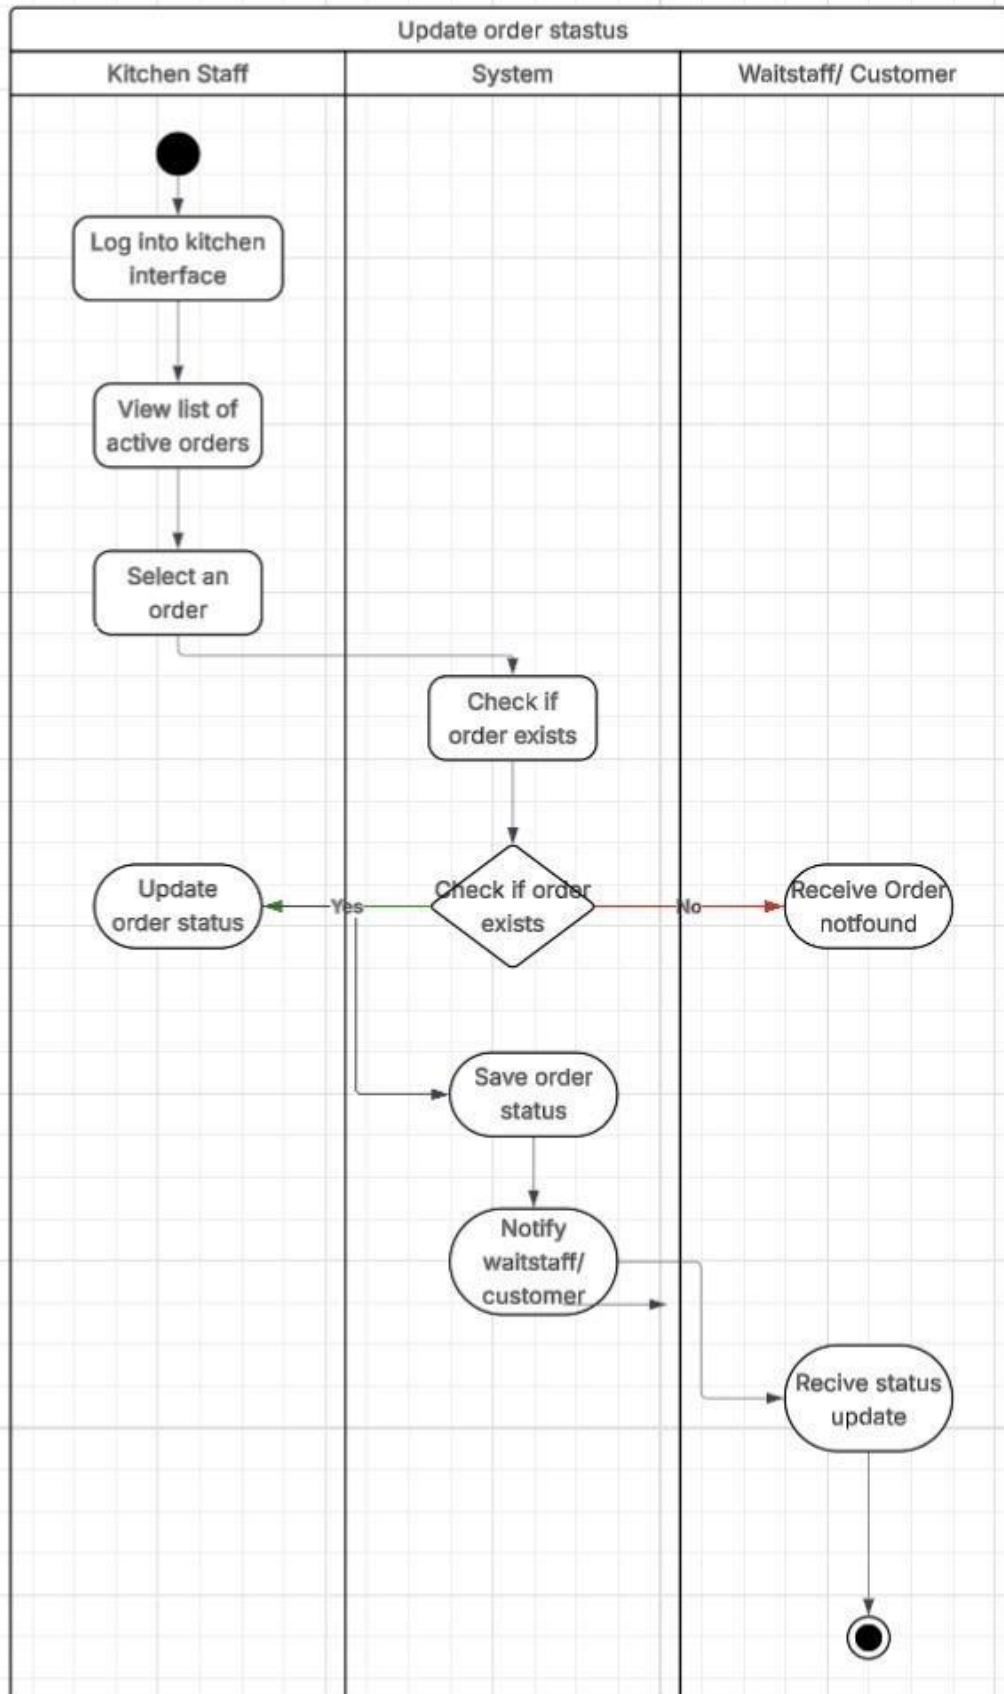 Update order stastus
Kitchen Staff
System
Waitstaff/ Customer
Log into kitchen
interface
View list of
active orders
Select an
order
Check if
order exists
Update
order status
Yes
Check if order
exists
No
Receive Order
notfound
Save order
status
Notify
waitstaff/
customer
Recive status
update